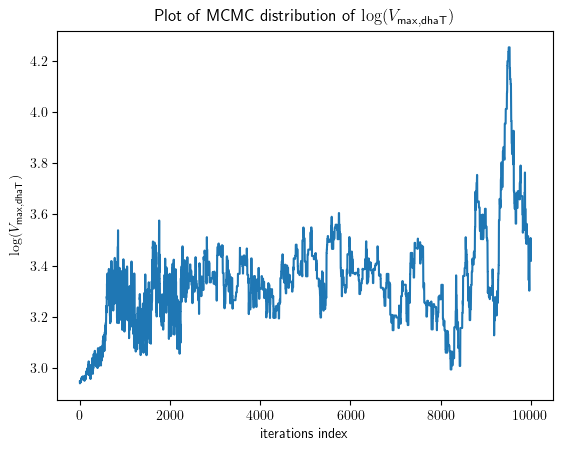 Plot of MCMC distribution of log(V_max,dhaT)
log(V_max,dhaT)
4.2
4.0
3.8
3.6
3.4
3.2
3.0
0 2000 4000 6000 8000 10000
iterations index